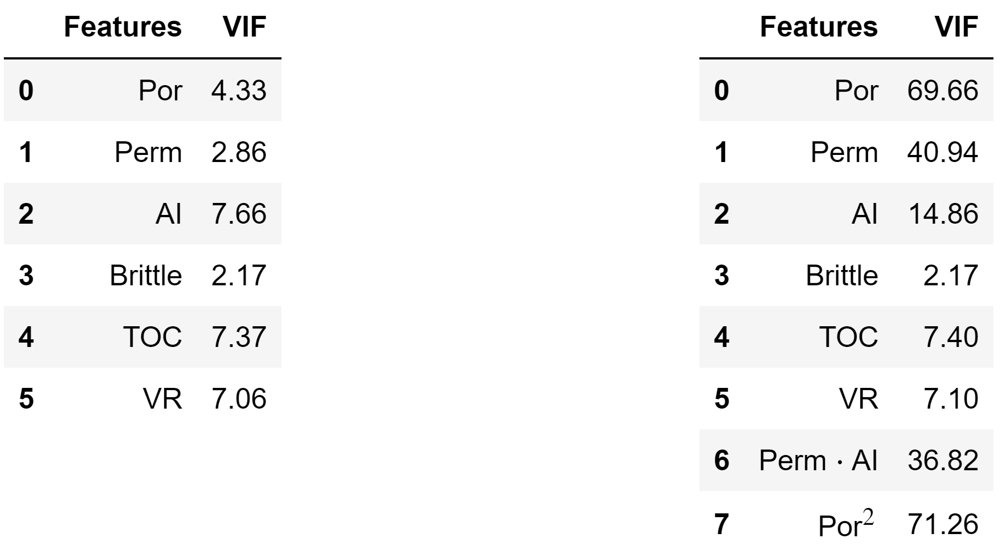 Features VIF
0 Por 4.33
1 Perm 2.86
2 AI 7.66
3 Brittle 2.17
4 TOC 7.37
5 VR 7.06
Features VIF
0 Por 69.66
1 Perm 40.94
2 AI 14.86
3 Brittle 2.17
4 TOC 7.40
5 VR 7.10
6 Perm · AI 36.82
7 Por² 71.26